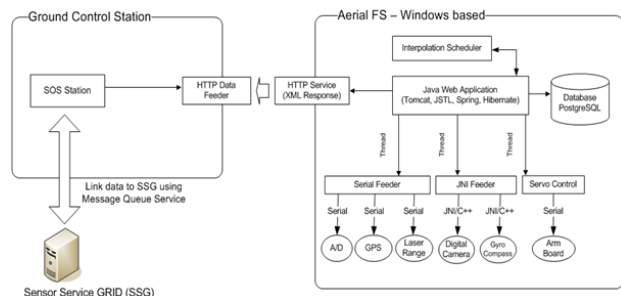 Ground Control Station
SOS Station
HTTP Data
Feeder
Link data to SSG using
Message Queue Service
Sensor Service GRID (SSG)
Aerial FS – Windows based
Interpolation Scheduler
HTTP Service
(XML Response)
Java Web Application
(Tomcat, JSTL, Spring, Hibernate)
Database
PostgreSQL
Thread
Thread
Thread
Serial Feeder
JNI Feeder
Servo Control
Serial
Serial
Serial
JNI/C++
JNI/C++
Serial
A/D
GPS
Laser
Range
Digital
Camera
Gyro
Compass
Arm
Board